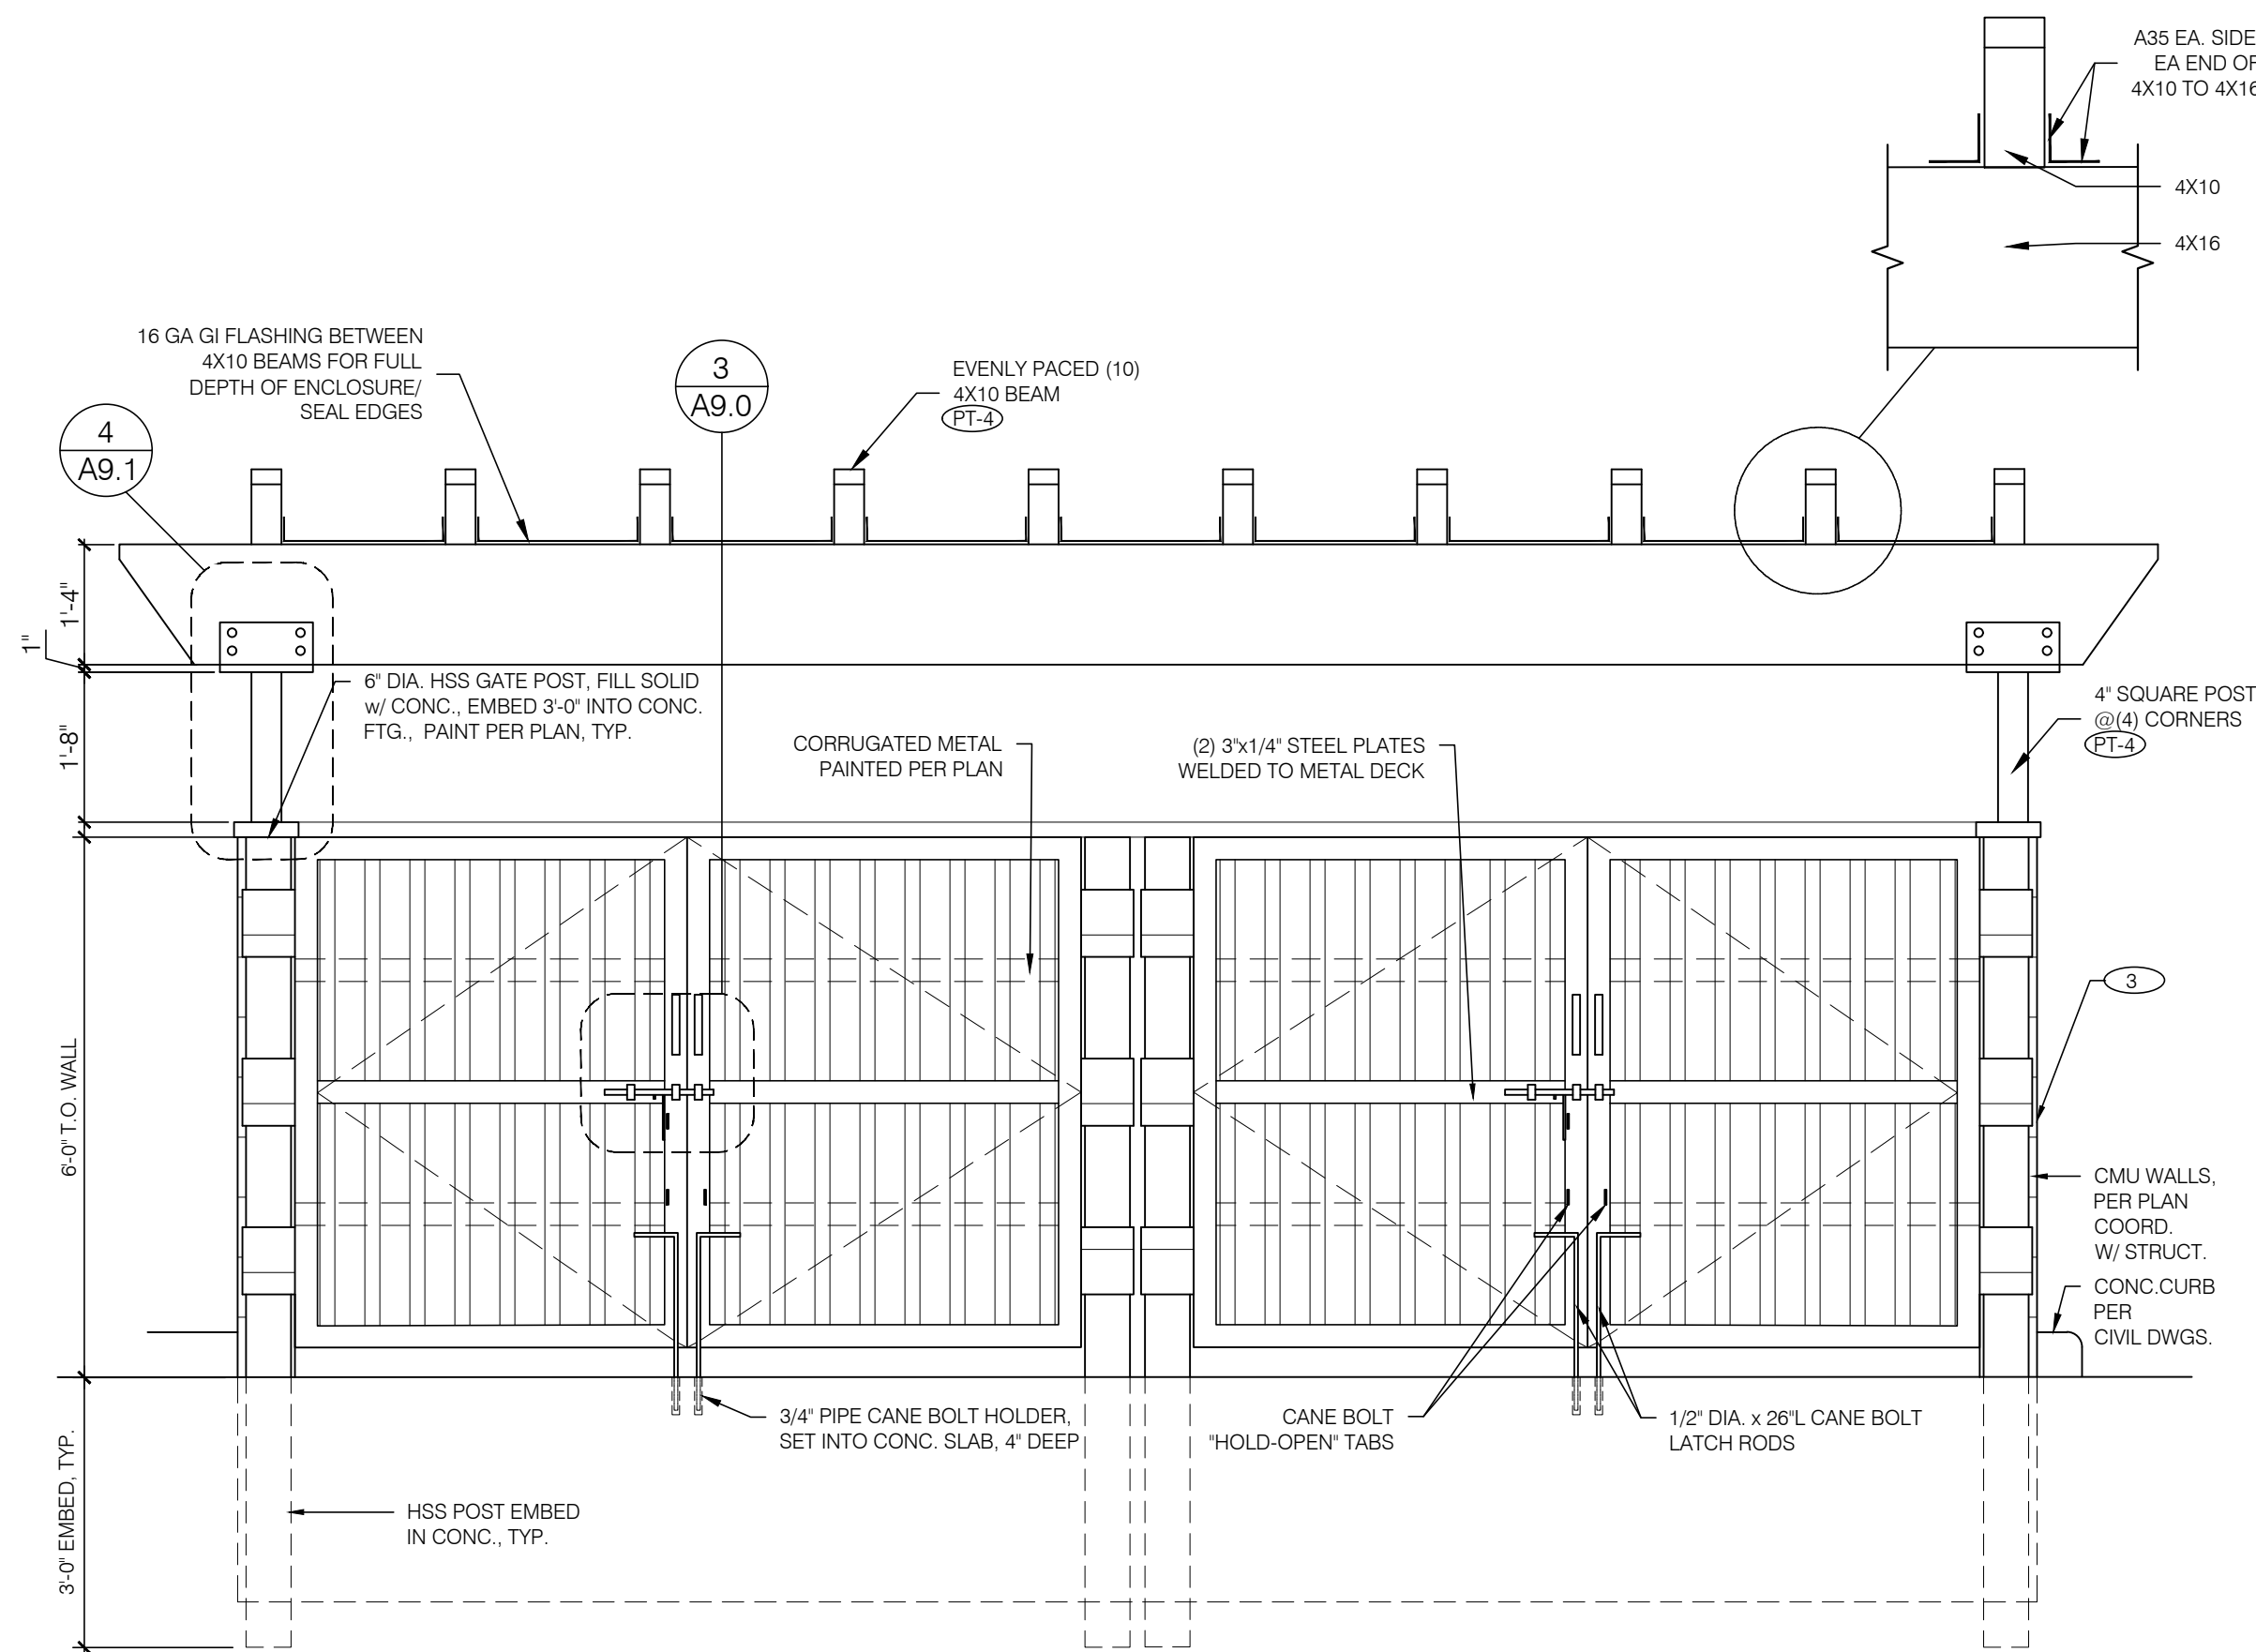 A35 EA. SIDE
EA END OF
4X10 TO 4X16
4X10
4X16
16 GA GI FLASHING BETWEEN
4X10 BEAMS FOR FULL
DEPTH OF ENCLOSURE/
SEAL EDGES
3
A9.0
EVENLY PACED (10)
4X10 BEAM
PT-4
4
A9.1
1'-4"
1"
1'-8"
6'-0" T.O. WALL
3'-0" EMBED, TYP.
6" DIA. HSS GATE POST, FILL SOLID
w/ CONC., EMBED 3'-0" INTO CONC.
FTG., PAINT PER PLAN, TYP.
CORRUGATED METAL
PAINTED PER PLAN
(2) 3"x1/4" STEEL PLATES
WELDED TO METAL DECK
4" SQUARE POST
@(4) CORNERS
PT-4
3
CMU WALLS,
PER PLAN
COORD.
W/ STRUCT.
CONC.CURB
PER
CIVIL DWGS.
3/4" PIPE CANE BOLT HOLDER,
SET INTO CONC. SLAB, 4" DEEP
CANE BOLT
"HOLD-OPEN" TABS
1/2" DIA. x 26"L CANE BOLT
LATCH RODS
HSS POST EMBED
IN CONC., TYP.